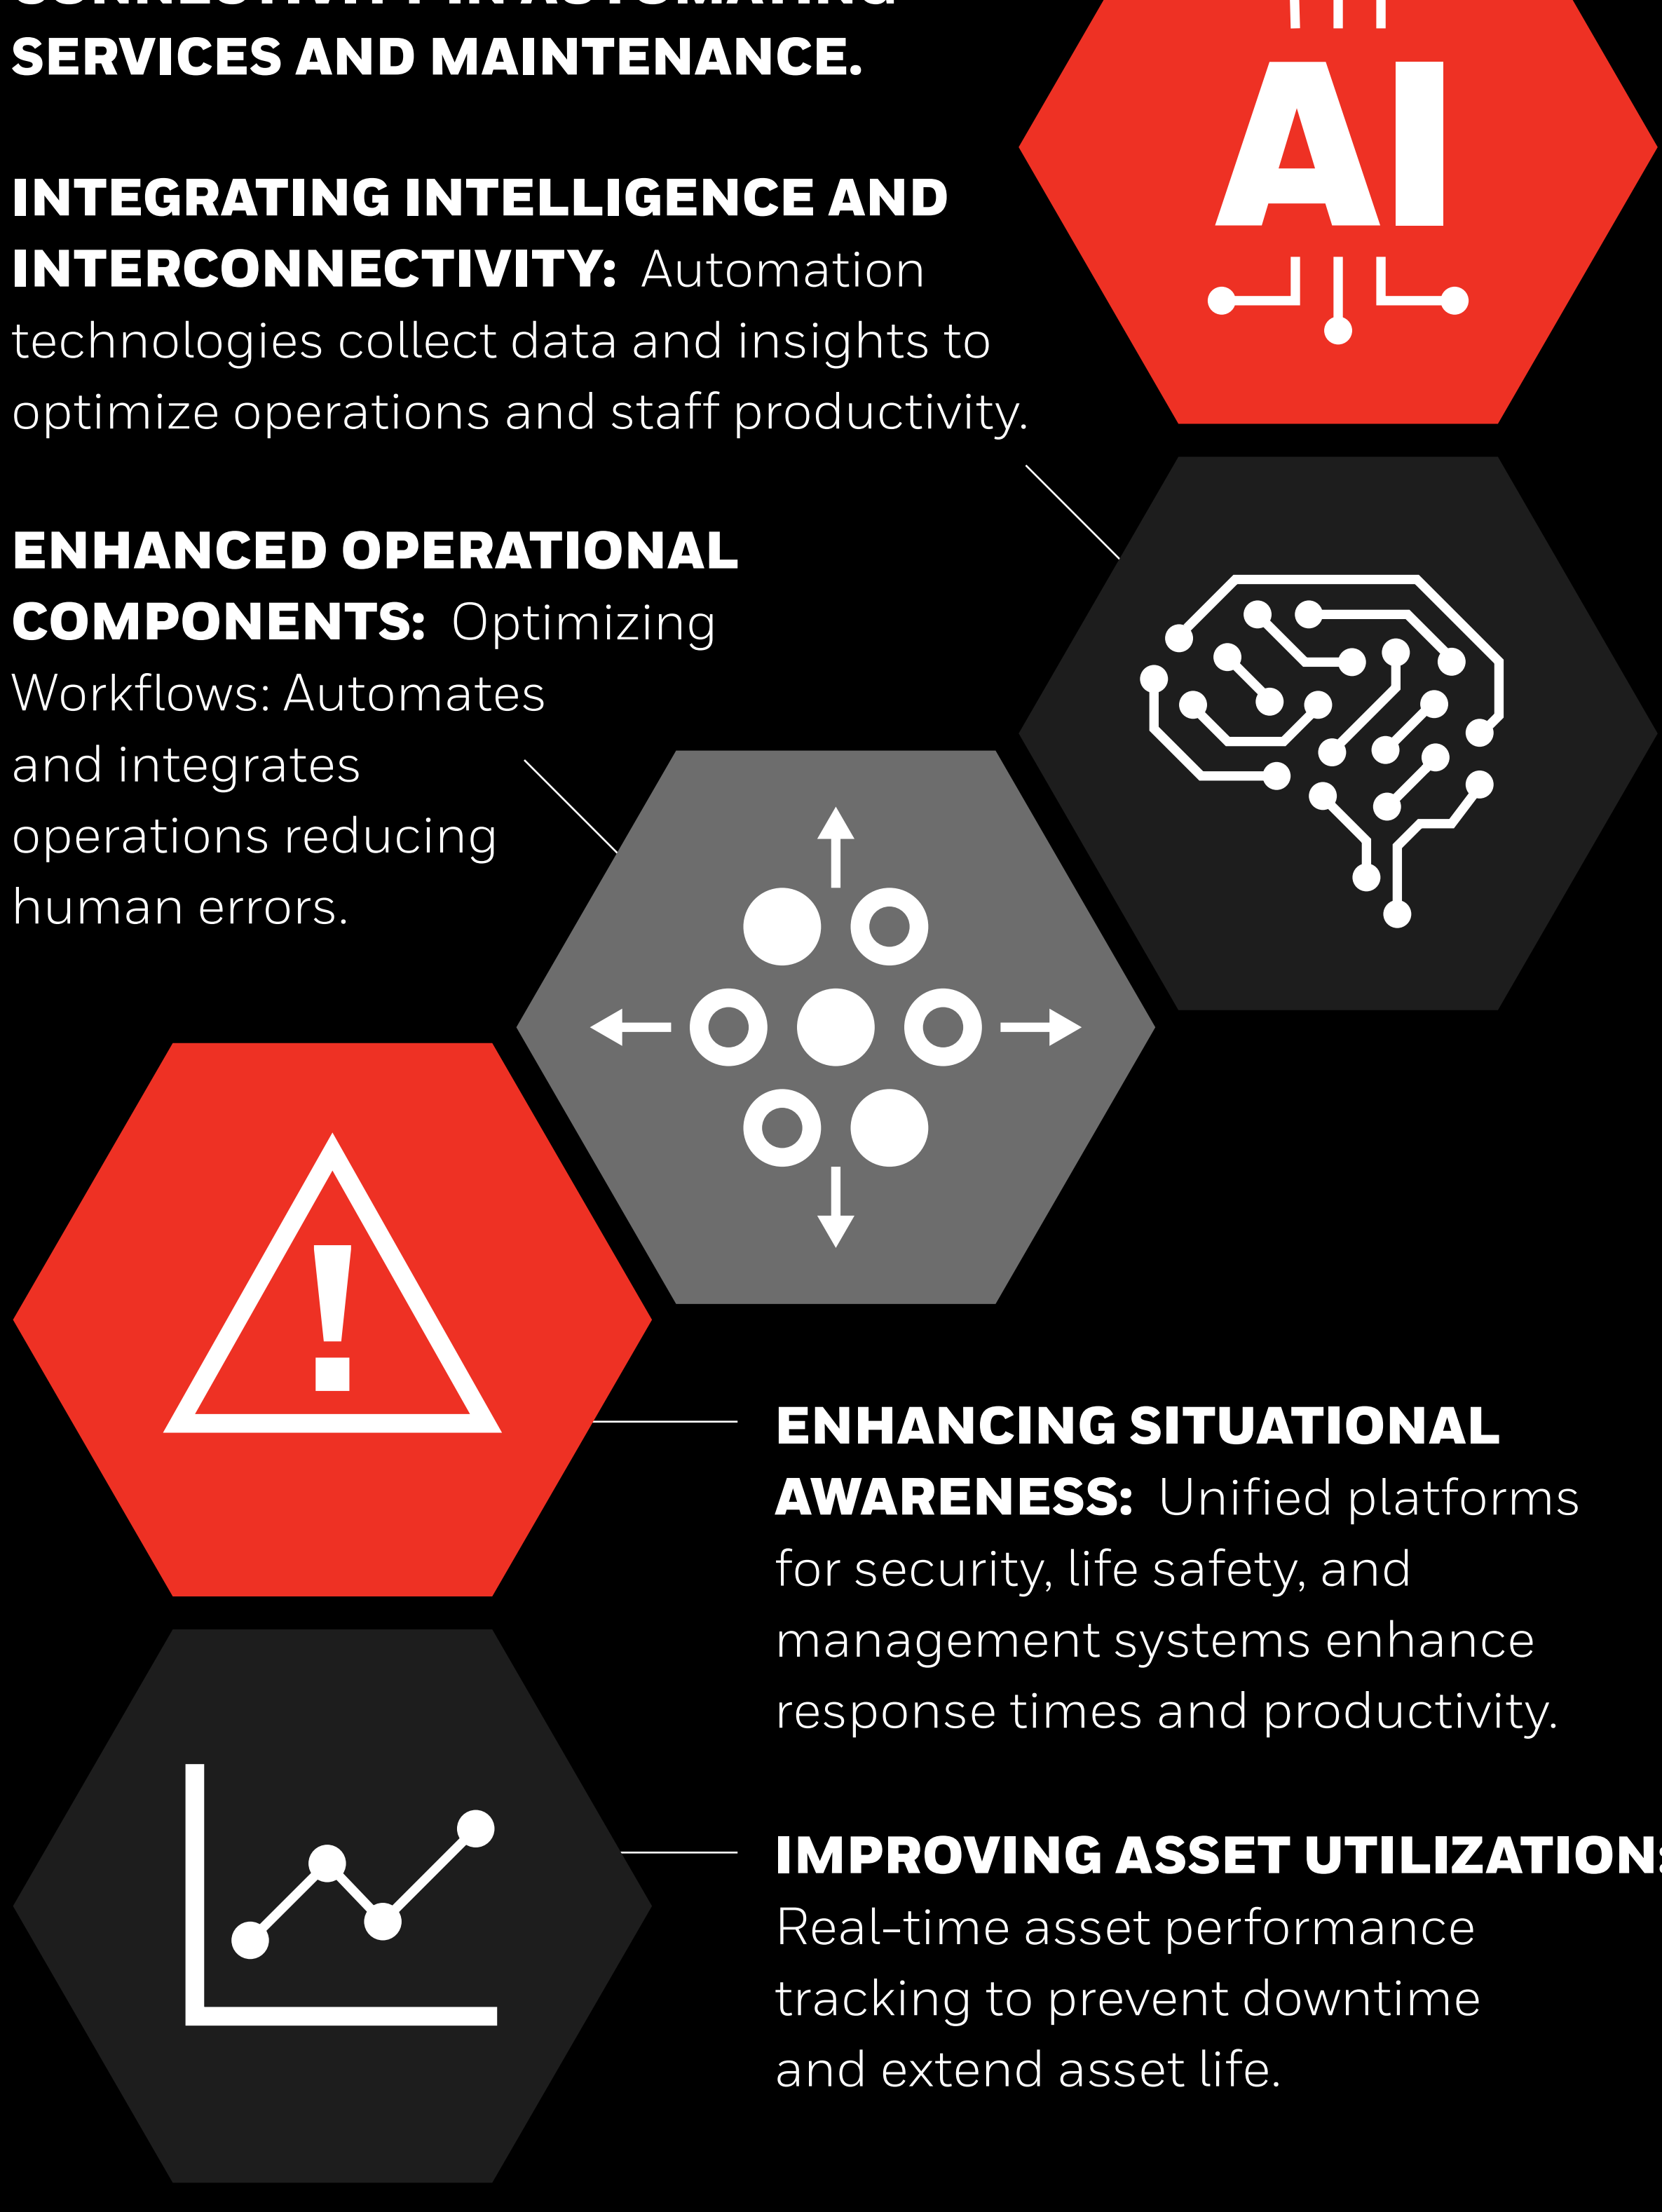 CONNECTIVITY IN AUTOMATING
SERVICES AND MAINTENANCE.
AI
INTEGRATING INTELLIGENCE AND
INTERCONNECTIVITY: Automation
technologies collect data and insights to
optimize operations and staff productivity.
ENHANCED OPERATIONAL
COMPONENTS: Optimizing
Workflows: Automates
and integrates
operations reducing
human errors.
!
ENHANCING SITUATIONAL
AWARENESS: Unified platforms
for security, life safety, and
management systems enhance
response times and productivity.
IMPROVING ASSET UTILIZATION:
Real-time asset performance
tracking to prevent downtime
and extend asset life.